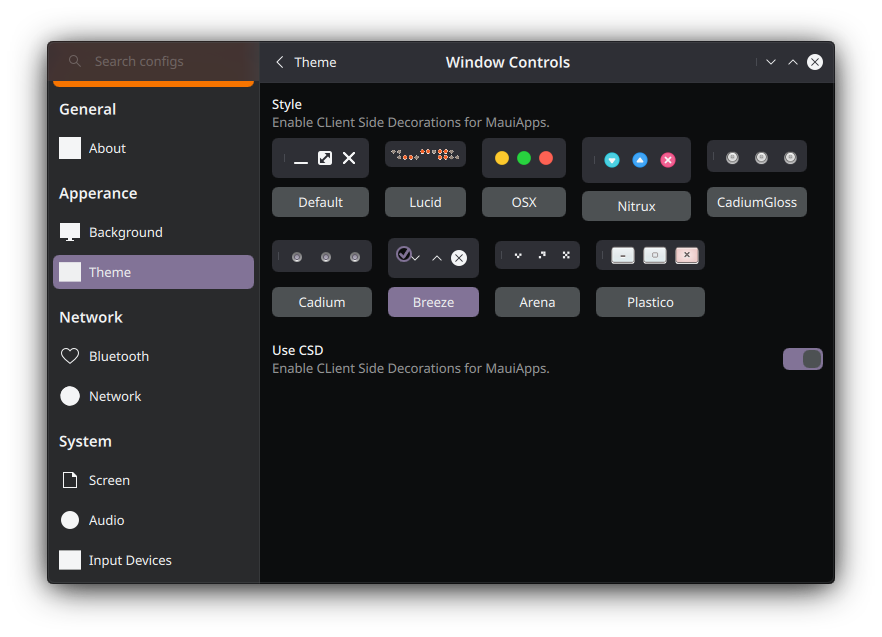 Search configs
Theme
Window Controls
General
About
Apperance
Background
Theme
Network
Bluetooth
Network
System
Screen
Audio
Input Devices
Style
Enable CLient Side Decorations for MauiApps.
Default
Lucid
OSX
Nitrux
CadiumGloss
Cadium
Breeze
Arena
Plastico
Use CSD
Enable CLient Side Decorations for MauiApps.